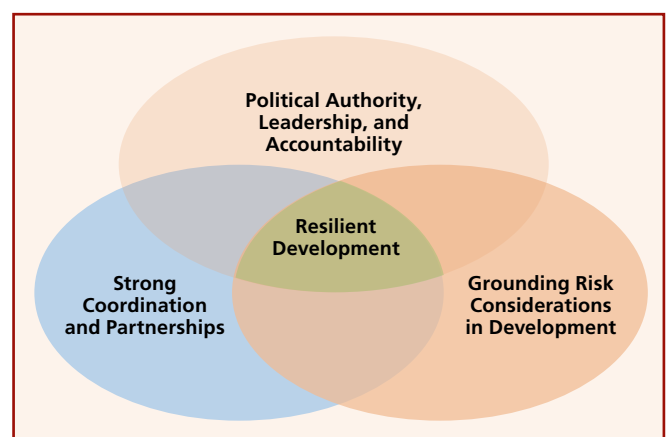 Political Authority,
Leadership, and
Accountability
Resilient
Development
Strong
Coordination
and Partnerships
Grounding Risk
Considerations
in Development